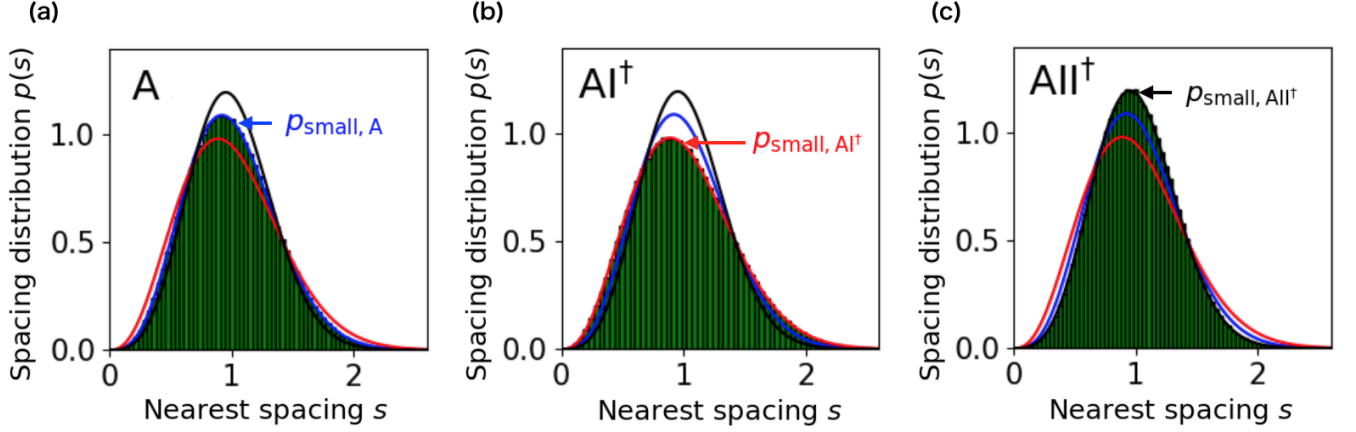 (a)
(b)
(c)
Spacing distribution p(s)
1.0
0.5
0.0
A
p_small, A
0
1
2
Nearest spacing s
Spacing distribution p(s)
1.0
0.5
0.0
AI†
p_small, AI†
0
1
2
Nearest spacing s
Spacing distribution p(s)
1.0
0.5
0.0
AII†
p_small, AII†
0
1
2
Nearest spacing s